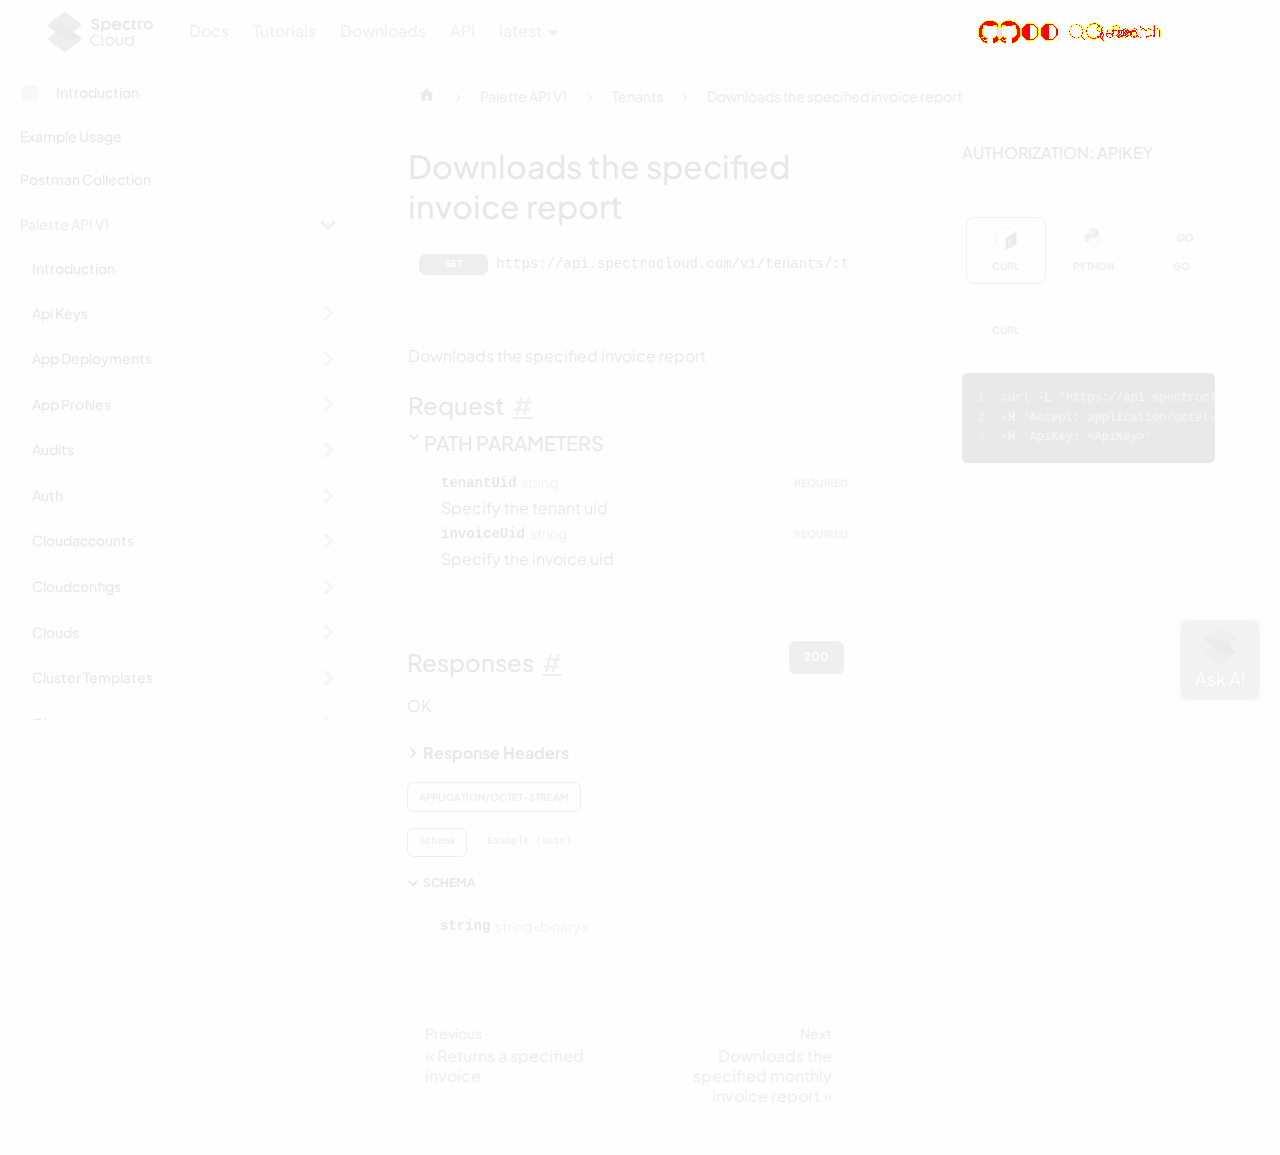 Spectro Cloud
Docs Tutorials Downloads API latest
Search
Introduction
Example Usage
Postman Collection
Palette API V1
Introduction
Api Keys
App Deployments
App Profiles
Audits
Auth
Cloudaccounts
Cloudconfigs
Clouds
Cluster Templates
Palette API V1 Tenants Downloads the specified invoice report
Downloads the specified
invoice report
GET https://api.spectrocloud.com/v1/tenants/:t
Downloads the specified invoice report
Request #
PATH PARAMETERS
tenantUid string REQUIRED
Specify the tenant uid
invoiceUid string REQUIRED
Specify the invoice uid
Responses # 200
OK
Response Headers
APPLICATION/OCTET-STREAM
Schema Example (auto)
SCHEMA
string string<binary>
Previous
« Returns a specified
invoice
Next
Downloads the
specified monthly
invoice report »
AUTHORIZATION: APIKEY
CURL PYTHON GO
CURL
1 curl -L 'https://api.spectrocl
2 -H 'Accept: application/octet-
3 -H 'ApiKey: <ApiKey>'
Ask AI